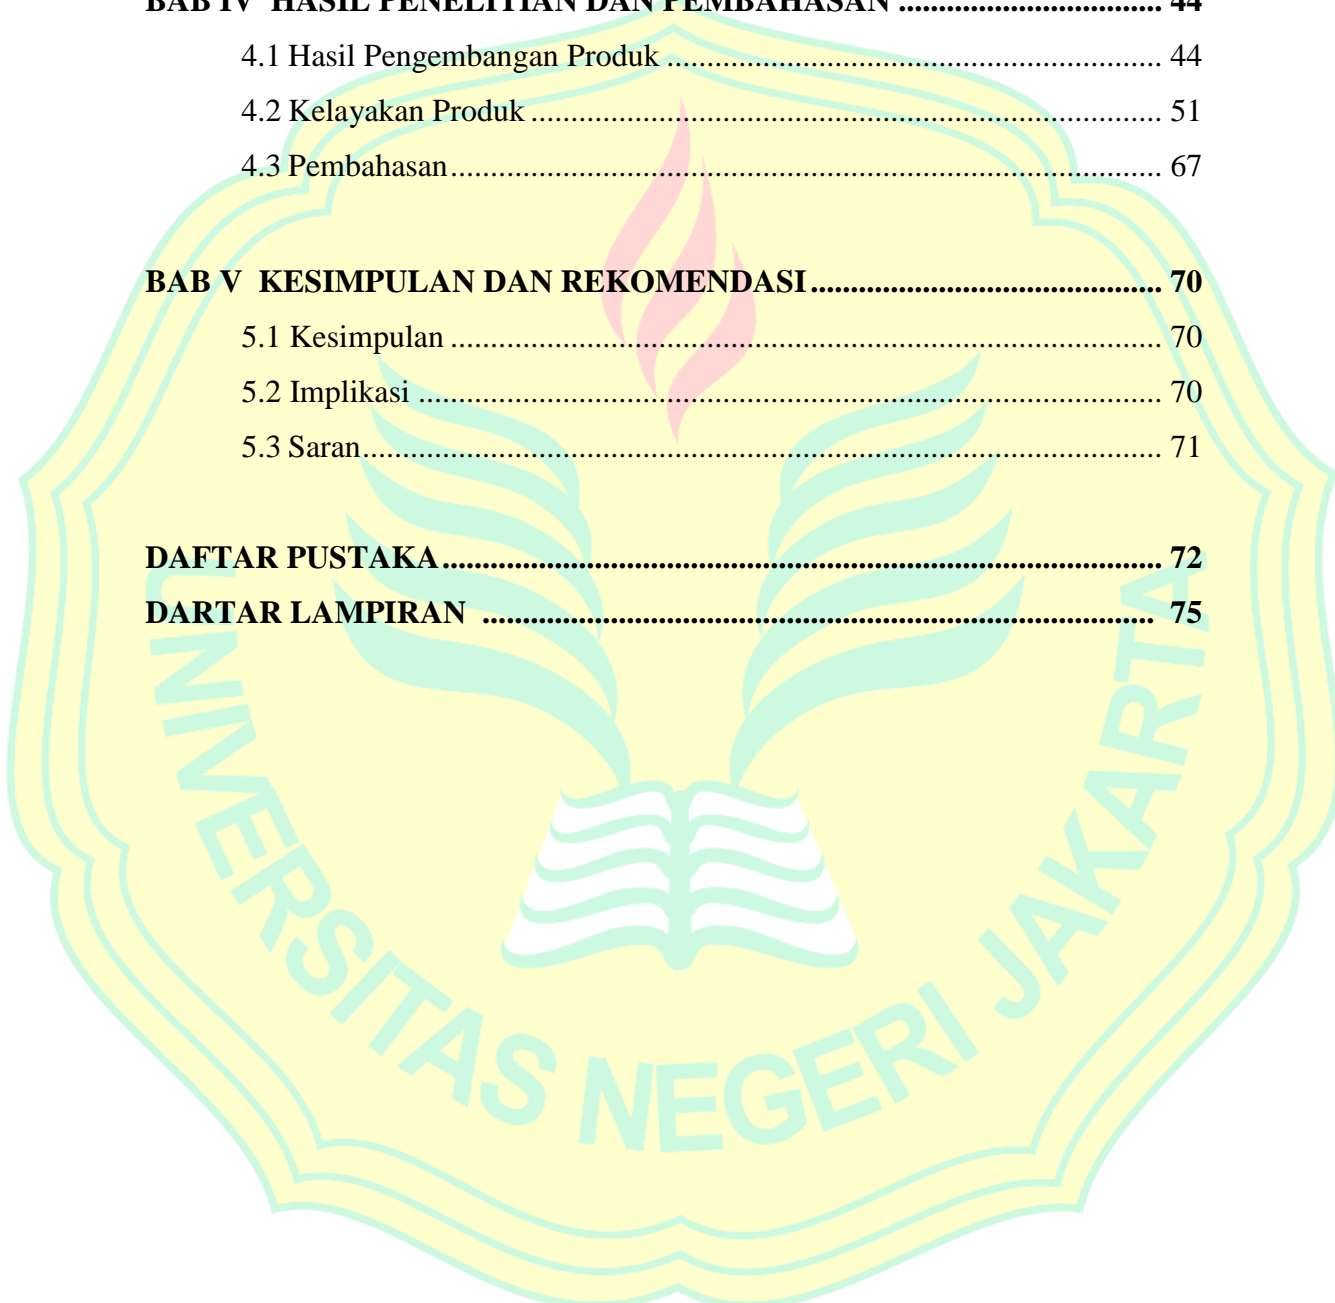 BAB IV HASIL PENELITIAN DAN PEMBAHASAN ................................. 44
4.1 Hasil Pengembangan Produk .............................................................. 44
4.2 Kelayakan Produk ............................................................................... 51
4.3 Pembahasan......................................................................................... 67
BAB V KESIMPULAN DAN REKOMENDASI ............................................ 70
5.1 Kesimpulan ......................................................................................... 70
5.2 Implikasi ............................................................................................. 70
5.3 Saran.................................................................................................... 71
DAFTAR PUSTAKA.......................................................................................... 72
DARTAR LAMPIRAN .................................................................................... 75
UNIVERSITAS NEGERI JAKARTA